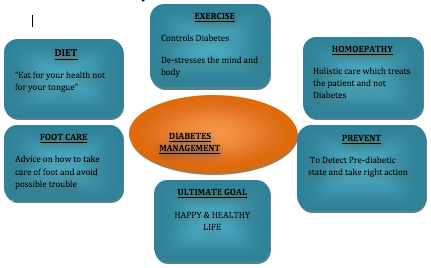 EXERCISE
Controls Diabetes
De-stresses the mind and
body
DIET
"Eat for your health not
for your tongue"
HOMOEPATHY
Holistic care which treats
the patient and not
Diabetes
FOOT CARE
Advice on how to take
care of foot and avoid
possible trouble
DIABETES
MANAGEMENT
PREVENT
To Detect Pre-diabetic
state and take right action
ULTIMATE GOAL
HAPPY & HEALTHY
LIFE